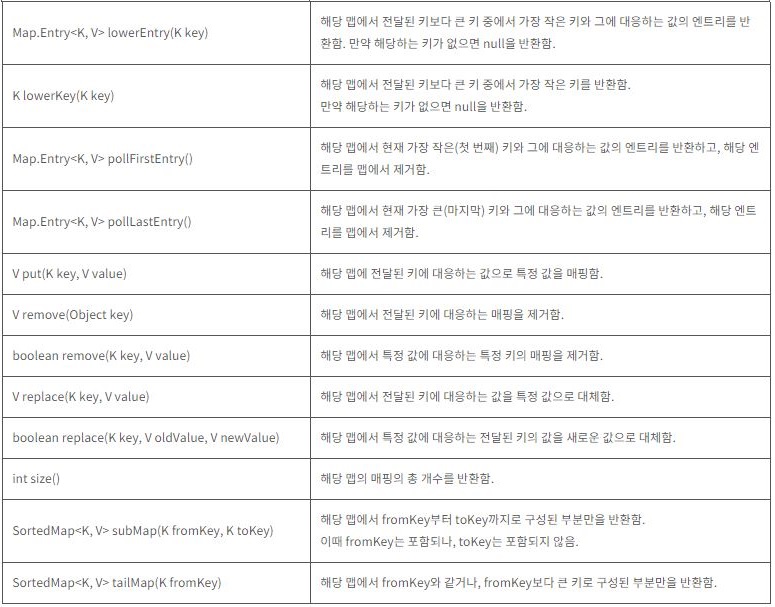 Map.Entry<K, V> lowerEntry(K key)
해당 맵에서 전달된 키보다 큰 키 중에서 가장 작은 키와 그에 대응하는 값의 엔트리를 반
환함. 만약 해당하는 키가 없으면 null을 반환함.
K lowerKey(K key)
해당 맵에서 전달된 키보다 큰 키 중에서 가장 작은 키를 반환함.
만약 해당하는 키가 없으면 null을 반환함.
Map.Entry<K, V> pollFirstEntry()
해당 맵에서 현재 가장 작은(첫 번째) 키와 그에 대응하는 값의 엔트리를 반환하고, 해당 엔
트리를 맵에서 제거함.
Map.Entry<K, V> pollLastEntry()
해당 맵에서 현재 가장 큰(마지막) 키와 그에 대응하는 값의 엔트리를 반환하고, 해당 엔트
리를 맵에서 제거함.
V put(K key, V value)
해당 맵에 전달된 키에 대응하는 값으로 특정 값을 매핑함.
V remove(Object key)
해당 맵에서 전달된 키에 대응하는 매핑을 제거함.
boolean remove(K key, V value)
해당 맵에서 특정 값에 대응하는 특정 키의 매핑을 제거함.
V replace(K key, V value)
해당 맵에서 전달된 키에 대응하는 값을 특정 값으로 대체함.
boolean replace(K key, V oldValue, V newValue)
해당 맵에서 특정 값에 대응하는 전달된 키의 값을 새로운 값으로 대체함.
int size()
해당 맵의 매핑의 총 개수를 반환함.
SortedMap<K, V> subMap(K fromKey, K toKey)
해당 맵에서 fromKey부터 toKey까지로 구성된 부분만을 반환함.
이때 fromKey는 포함되나, toKey는 포함되지 않음.
SortedMap<K, V> tailMap(K fromKey)
해당 맵에서 fromKey와 같거나, fromKey보다 큰 키로 구성된 부분만을 반환함.